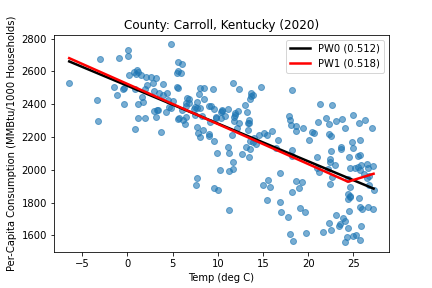 County: Carroll, Kentucky (2020)
Per-Capita Consumption (MMBtu/1000 Households)
2800
2600
2400
2200
2000
1800
1600
PW0 (0.512)
PW1 (0.518)
−5
0
5
10
15
20
25
Temp (deg C)